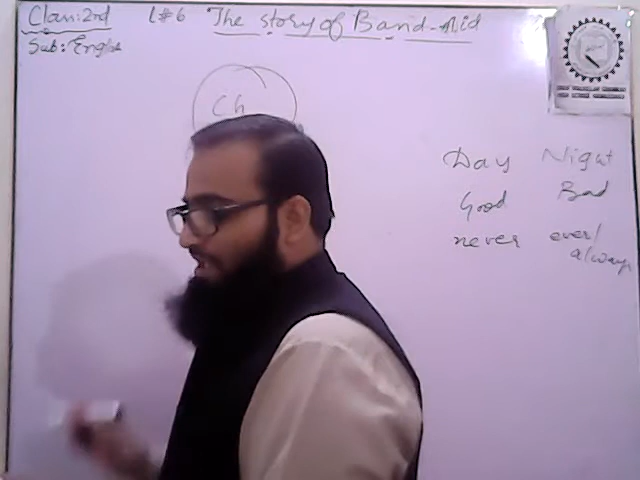 Class: 2nd L#6 The story of Band-Aid
Sub: English
Ch
Day Night
Good Bad
never ever/
always